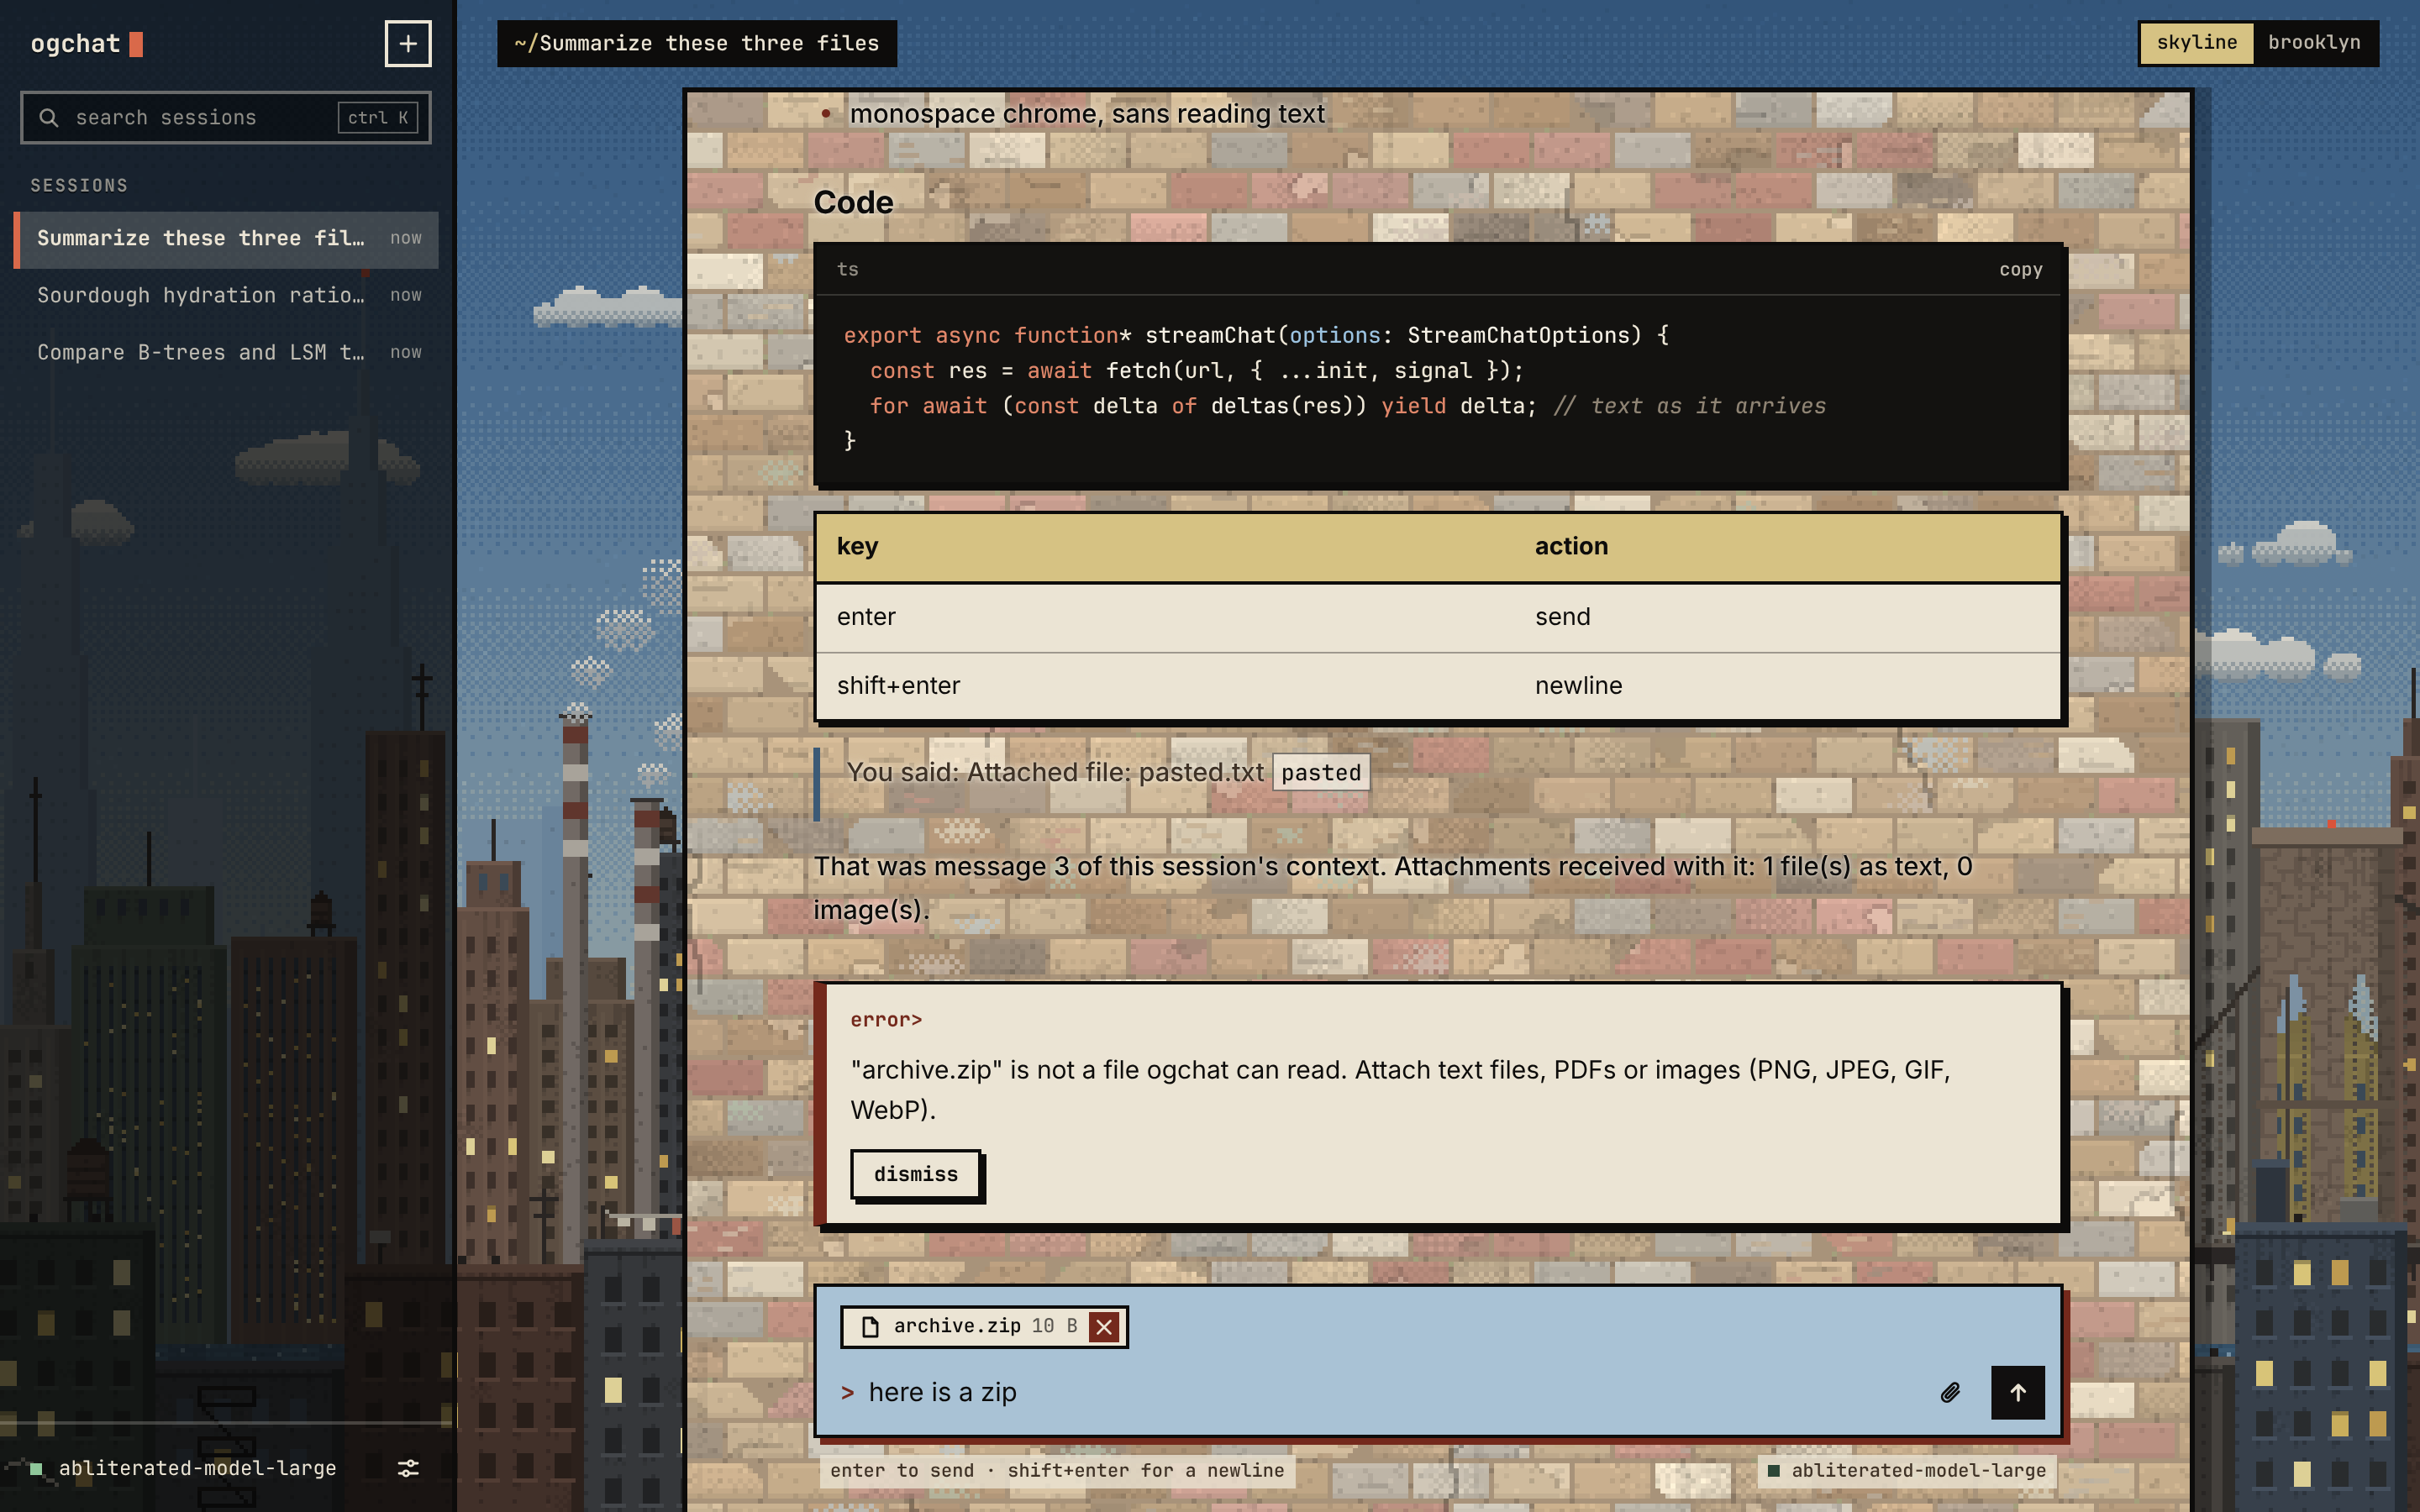 ogchat
+
search sessions ctrl K
SESSIONS
Summarize these three fil… now
Sourdough hydration ratio… now
Compare B-trees and LSM t… now
abliterated-model-large
~/Summarize these three files
skyline brooklyn
• monospace chrome, sans reading text
Code
ts copy
export async function* streamChat(options: StreamChatOptions) {
  const res = await fetch(url, { ...init, signal });
  for await (const delta of deltas(res)) yield delta; // text as it arrives
}
key action
enter send
shift+enter newline
You said: Attached file: pasted.txt pasted
That was message 3 of this session's context. Attachments received with it: 1 file(s) as text, 0
image(s).
error>
"archive.zip" is not a file ogchat can read. Attach text files, PDFs or images (PNG, JPEG, GIF,
WebP).
dismiss
archive.zip 10 B
> here is a zip
enter to send · shift+enter for a newline
abliterated-model-large